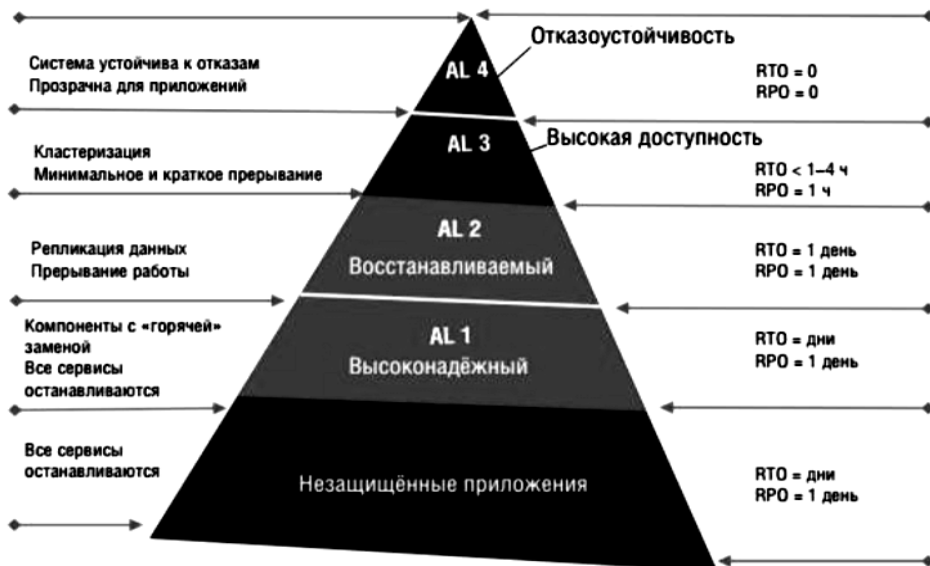 Отказоустойчивость
Система устойчива к отказам
Прозрачна для приложений
AL 4
RTO = 0
RPO = 0
Высокая доступность
Кластеризация
Минимальное и краткое прерывание
AL 3
RTO < 1–4 ч
RPO = 1 ч
Репликация данных
Прерывание работы
AL 2
Восстанавливаемый
RTO = 1 день
RPO = 1 день
Компоненты с «горячей»
заменой
Все сервисы
останавливаются
AL 1
Высоконадёжный
RTO = дни
RPO = 1 день
Все сервисы
останавливаются
Незащищённые приложения
RTO = дни
RPO = 1 день